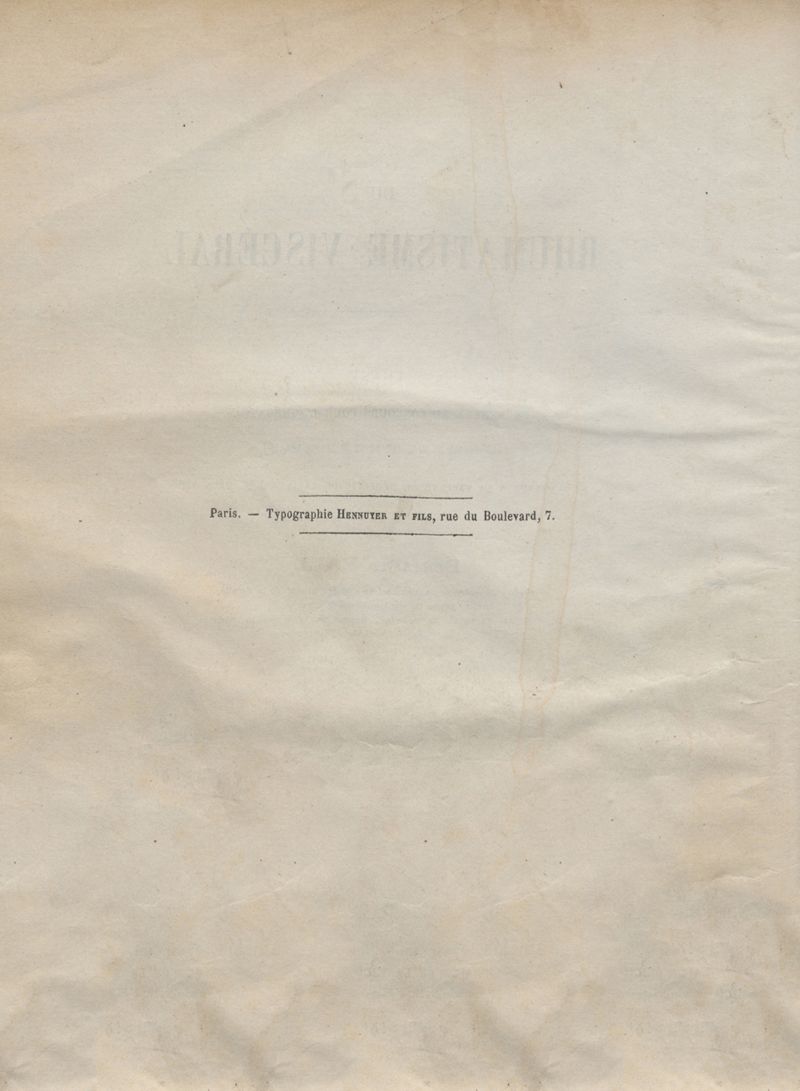 Paris. — Typographie HENNUYER ET FILS, rue du Boulevard, 7.